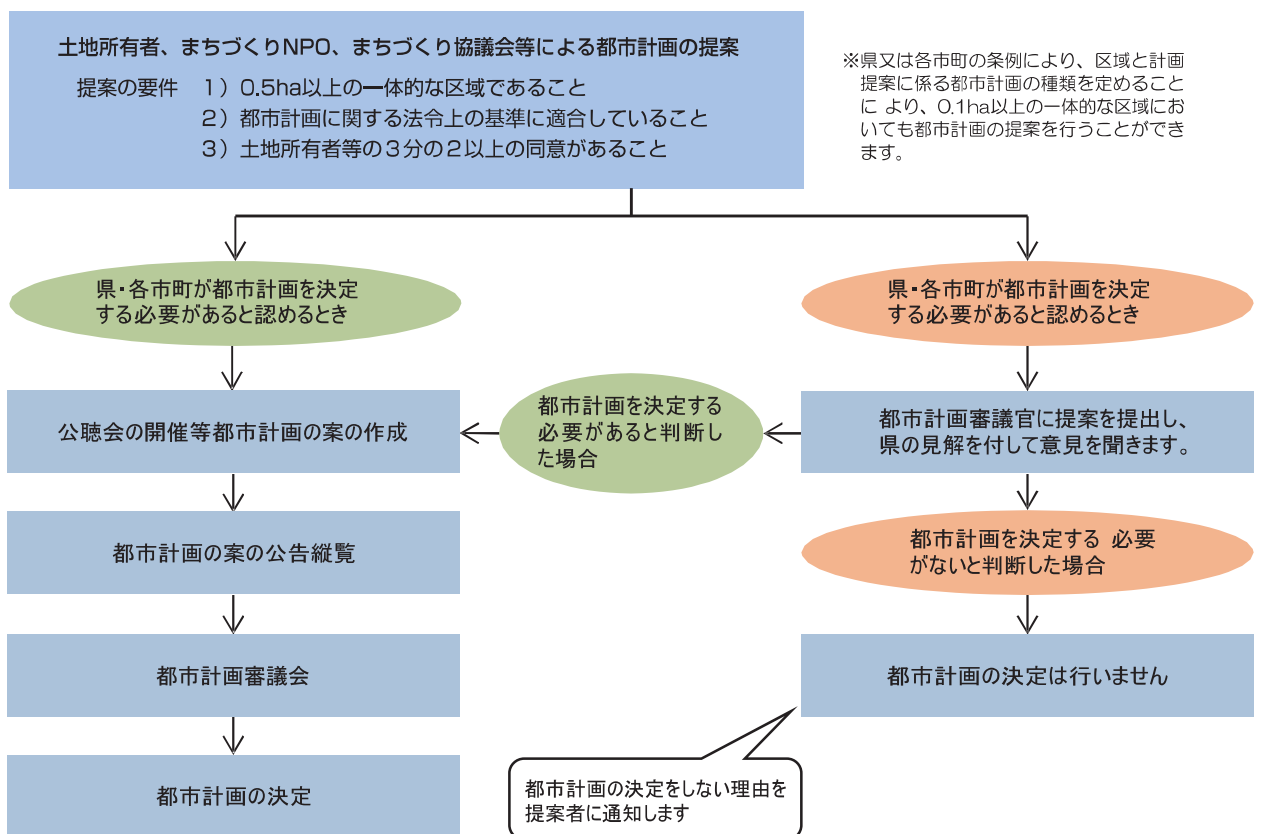 土地所有者、まちづくりNPO、まちづくり協議会等による都市計画の提案
提案の要件 1）0.5ha以上の一体的な区域であること
2）都市計画に関する法令上の基準に適合していること
3）土地所有者等の３分の２以上の同意があること
※県又は各市町の条例により、区域と計画
提案に係る都市計画の種類を定めること
に より、0.1ha以上の一体的な区域にお
いても都市計画の提案を行うことができ
ます。
県・各市町が都市計画を決定
する必要があると認めるとき
県・各市町が都市計画を決定
する必要があると認めるとき
公聴会の開催等都市計画の案の作成
都市計画を決定する
必要があると判断し
た場合
都市計画審議官に提案を提出し、
県の見解を付して意見を聞きます。
都市計画の案の公告縦覧
都市計画を決定する 必要
がないと判断した場合
都市計画審議会
都市計画の決定は行いません
都市計画の決定
都市計画の決定をしない理由を
提案者に通知します